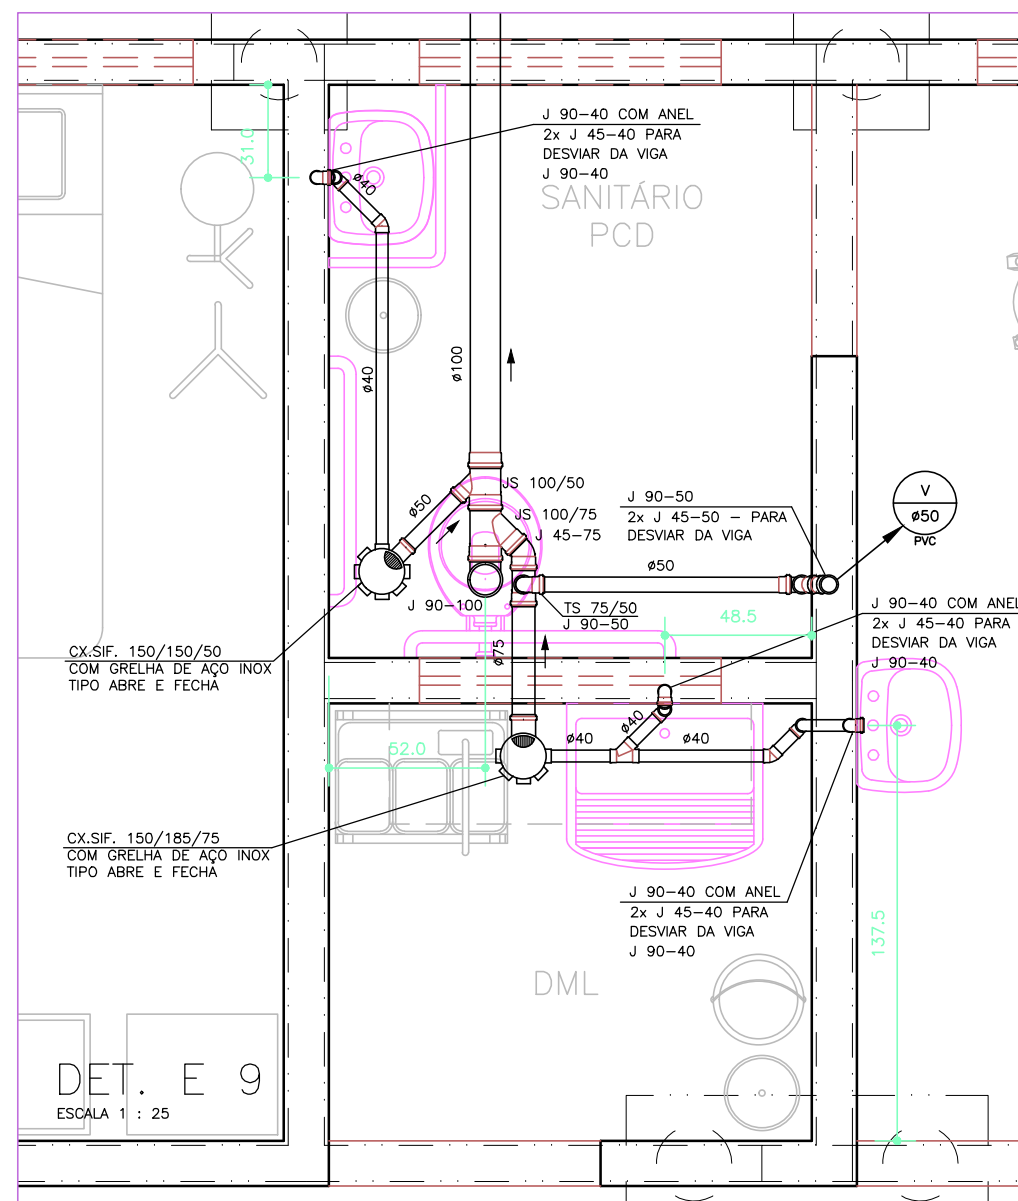 J 90-40 COM ANEL
2x J 45-40 PARA
DESVIAR DA VIGA
J 90-40
31.0
ø40
SANITÁRIO
PCD
ø100
ø40
JS 100/50
JS 100/75
J 45-75
ø50
J 90-50
2x J 45-50 - PARA
DESVIAR DA VIGA
V
ø50
PVC
ø50
J 90-100
TS 75/50
J 90-50
48.5
J 90-40 COM ANEL
2x J 45-40 PARA
DESVIAR DA VIGA
J 90-40
CX.SIF. 150/150/50
COM GRELHA DE AÇO INOX
TIPO ABRE E FECHA
ø75
ø40
ø40
ø40
52.0
CX.SIF. 150/185/75
COM GRELHA DE AÇO INOX
TIPO ABRE E FECHA
J 90-40 COM ANEL
2x J 45-40 PARA
DESVIAR DA VIGA
J 90-40
137.5
DML
DET. E 9
ESCALA 1 : 25